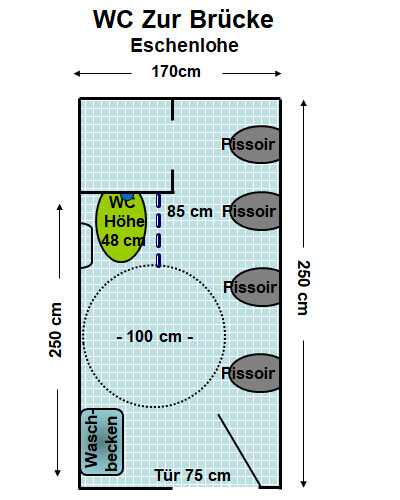 WC Zur Brücke
Eschenlohe
170cm
Pissoir
WC
Höhe
48 cm
85 cm
Pissoir
250 cm
Pissoir
250 cm
- 100 cm -
Pissoir
Wasch-
becken
Tür 75 cm